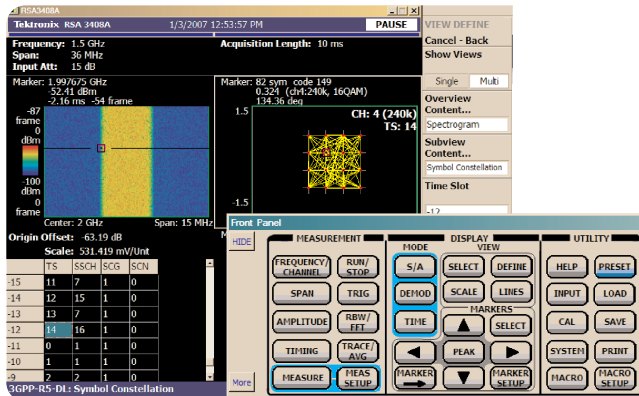 RSA3408A
Tektronix RSA 3408A 1/3/2007 12:53:57 PM PAUSE
Frequency: 1.5 GHz Acquisition Length: 10 ms
Span: 36 MHz
Input Att: 15 dB
Marker: 1.997675 GHz
-52.41 dBm
-2.16 ms -54 frame
Marker: 82 sym code 149
0.324 (ch4:240k, 16QAM)
134.36 deg
-87
frame
0
dBm
-100
dBm
0
frame
Center: 2 GHz Span: 15 MHz
1.5
CH: 4 (240k)
TS: 14
-1.5
Origin Offset: -63.19 dB
Scale: 531.419 mV/Unt
TS SSCH SCG SCN
-15 11 7 1 0
-14 12 15 1 0
-13 13 7 1 0
-12 14 16 1 0
-11 0 1 1 0
-10 1 1 1 0
-9 2 2 1 0
3GPP-R5-DL: Symbol Constellation
VIEW DEFINE
Cancel - Back
Show Views
Single Multi
Overview
Content...
Spectrogram
Subview
Content...
Symbol Constellation
Time Slot
-12
Front Panel
HIDE
More
MEASUREMENT
FREQUENCY/ CHANNEL
RUN/ STOP
SPAN
TRIG
AMPLITUDE
RBW/ FFT
TIMING
TRACE/ AVG
MEASURE
MEAS SETUP
DISPLAY
MODE
VIEW
S/A
SELECT
DEFINE
DEMOD
SCALE
LINES
MARKERS
TIME
SELECT
PEAK
MARKER
MARKER SETUP
UTILITY
HELP
PRESET
INPUT
LOAD
CAL
SAVE
SYSTEM
PRINT
MACRO
MACRO SETUP